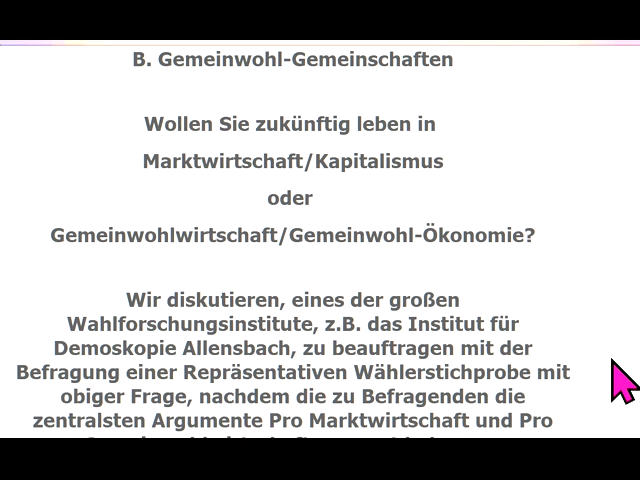 B. Gemeinwohl-Gemeinschaften
Wollen Sie zukünftig leben in
Marktwirtschaft/Kapitalismus
oder
Gemeinwohlwirtschaft/Gemeinwohl-Ökonomie?
Wir diskutieren, eines der großen
Wahlforschungsinstitute, z.B. das Institut für
Demoskopie Allensbach, zu beauftragen mit der
Befragung einer Repräsentativen Wählerstichprobe mit
obiger Frage, nachdem die zu Befragenden die
zentralsten Argumente Pro Marktwirtschaft und Pro